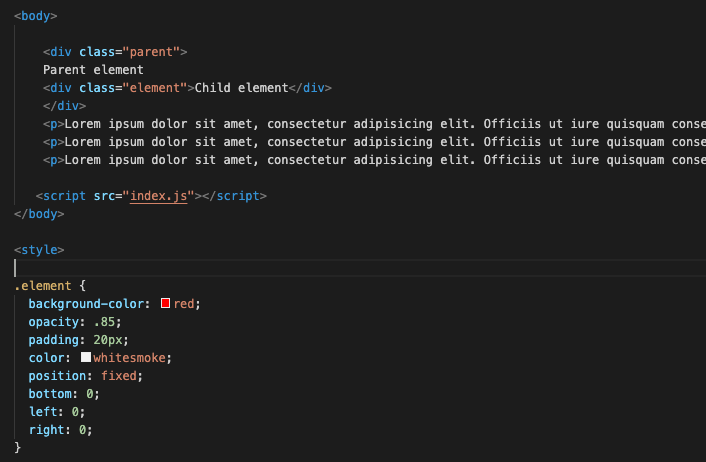 <body>
<div class="parent">
Parent element
<div class="element">Child element</div>
</div>
<p>Lorem ipsum dolor sit amet, consectetur adipisicing elit. Officiis ut iure quisquam conse
<p>Lorem ipsum dolor sit amet, consectetur adipisicing elit. Officiis ut iure quisquam conse
<p>Lorem ipsum dolor sit amet, consectetur adipisicing elit. Officiis ut iure quisquam conse
<script src="index.js"></script>
</body>
<style>
.element {
background-color: red;
opacity: .85;
padding: 20px;
color: whitesmoke;
position: fixed;
bottom: 0;
left: 0;
right: 0;
}